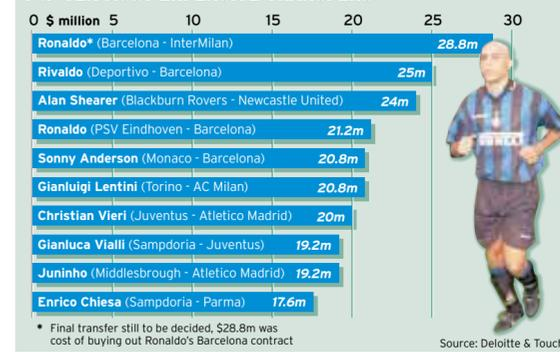 0 $ million 5 10 15 20 25 30
Ronaldo* (Barcelona - InterMilan) 28.8m
Rivaldo (Deportivo - Barcelona) 25m
Alan Shearer (Blackburn Rovers - Newcastle United) 24m
Ronaldo (PSV Eindhoven - Barcelona) 21.2m
Sonny Anderson (Monaco - Barcelona) 20.8m
Gianluigi Lentini (Torino - AC Milan) 20.8m
Christian Vieri (Juventus - Atletico Madrid) 20m
Gianluca Vialli (Sampdoria - Juventus) 19.2m
Juninho (Middlesbrough - Atletico Madrid) 19.2m
Enrico Chiesa (Sampdoria - Parma) 17.6m
* Final transfer still to be decided, $28.8m was
cost of buying out Ronaldo's Barcelona contract
Source: Deloitte & Touch